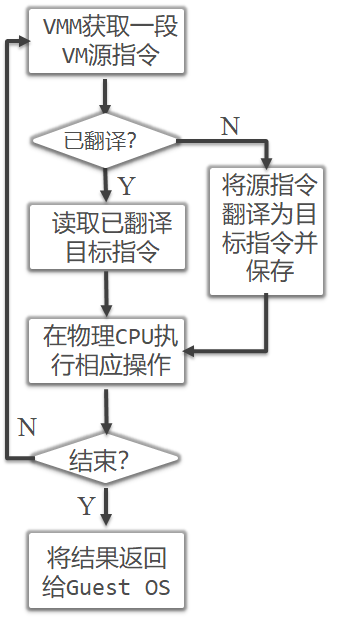 VMM获取一段
VM源指令
已翻译?
N
Y
将源指令
翻译为目
标指令并
保存
读取已翻译
目标指令
在物理CPU执
行相应操作
N
结束?
Y
将结果返回
给Guest OS